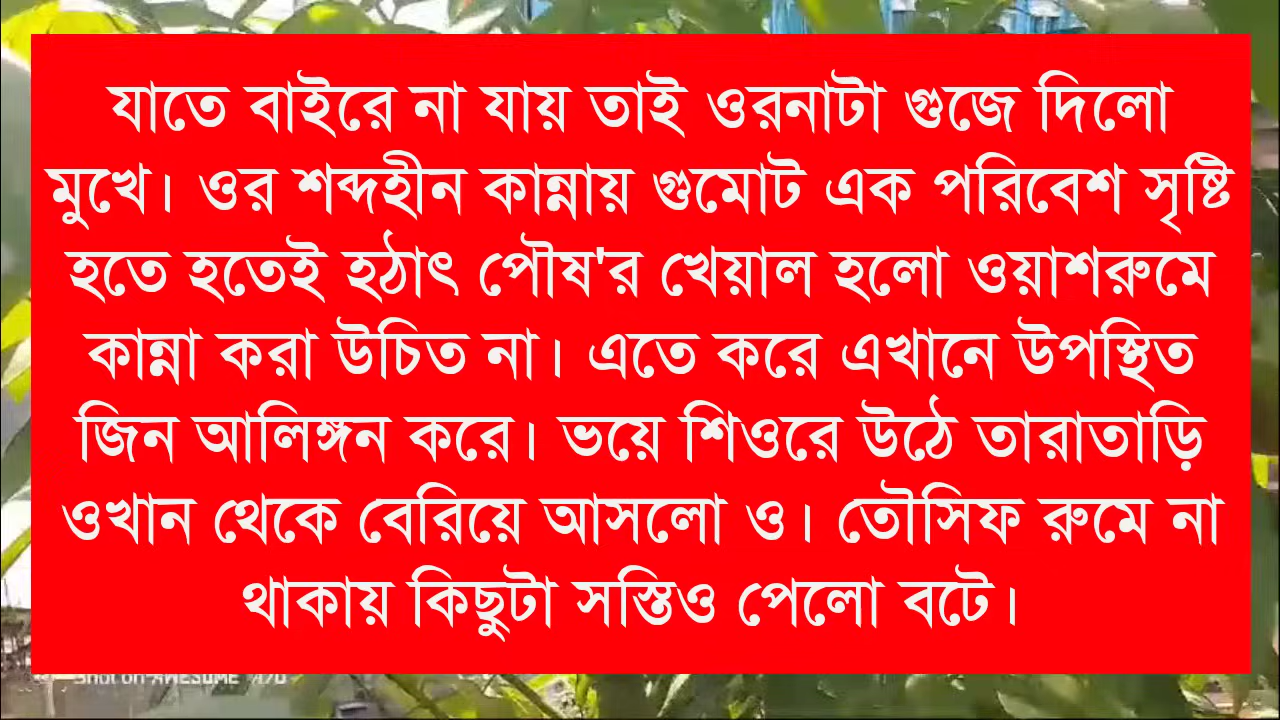 যাতে বাইরে না যায় তাই ওরনাটা গুজে দিলো
মুখে। ওর শব্দহীন কান্নায় গুমোট এক পরিবেশ সৃষ্টি
হতে হতেই হঠাৎ পৌষ'র খেয়াল হলো ওয়াশরুমে
কান্না করা উচিত না। এতে করে এখানে উপস্থিত
জিন আলিঙ্গন করে। ভয়ে শিওরে উঠে তারাতাড়ি
ওখান থেকে বেরিয়ে আসলো ও। তৌসিফ রুমে না
থাকায় কিছুটা সস্তিও পেলো বটে।